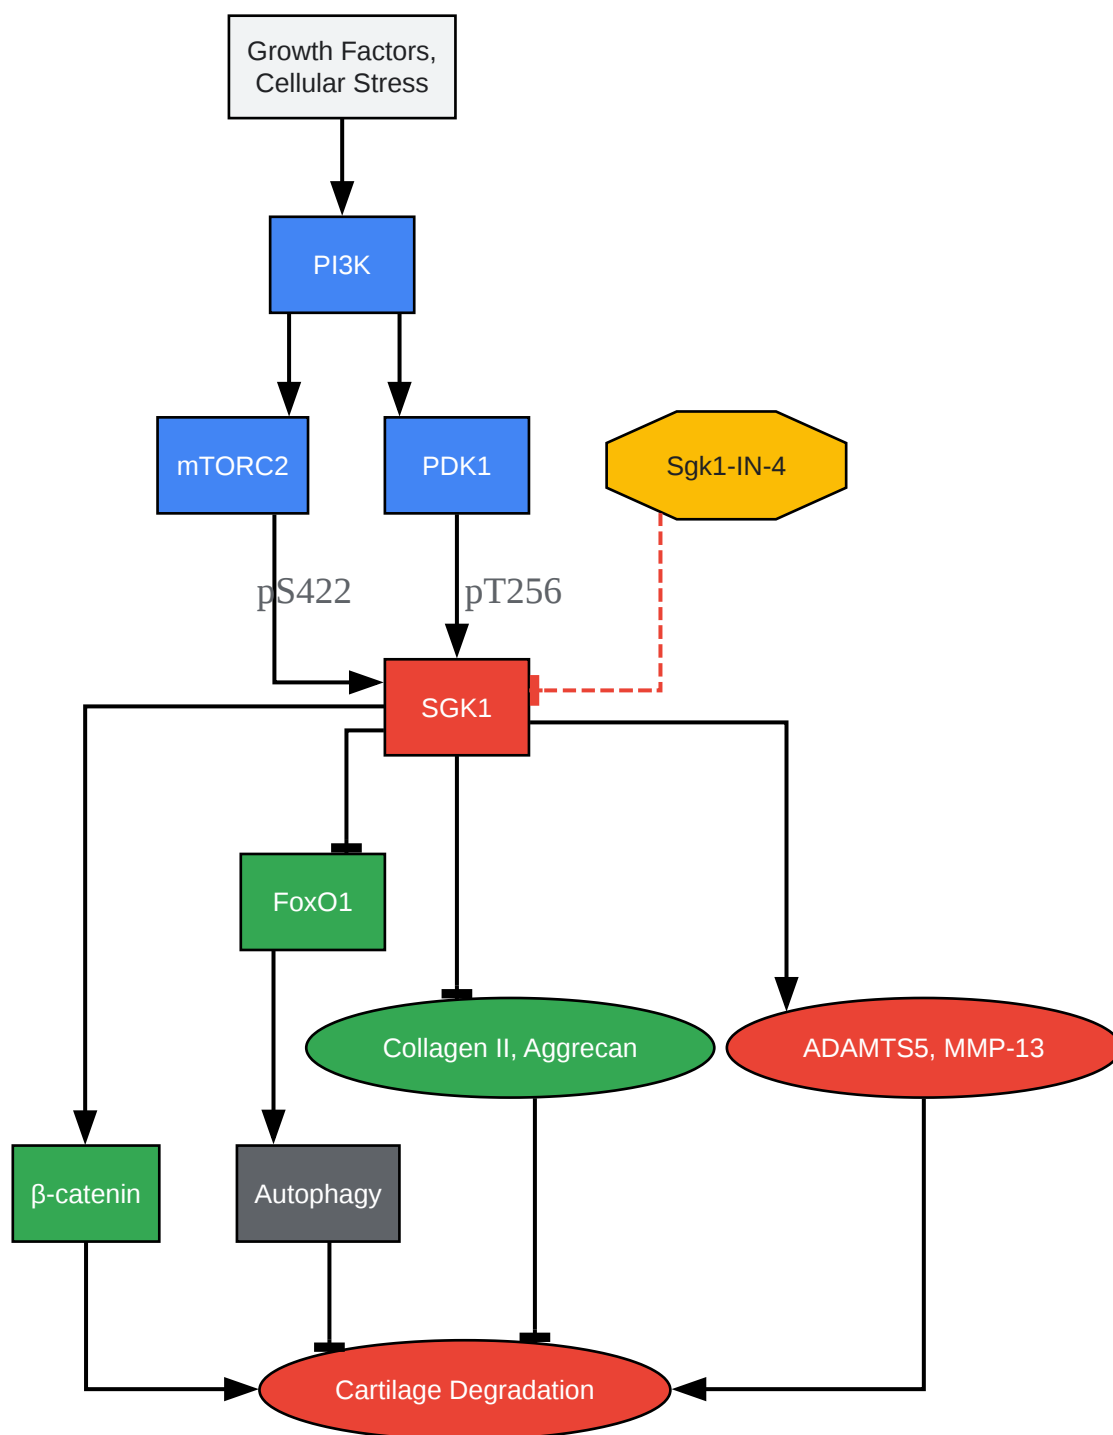 Growth Factors,
Cellular Stress
PI3K
mTORC2
PDK1
Sgk1-IN-4
pS422
pT256
SGK1
FoxO1
Collagen II, Aggrecan
ADAMTS5, MMP-13
β-catenin
Autophagy
Cartilage Degradation